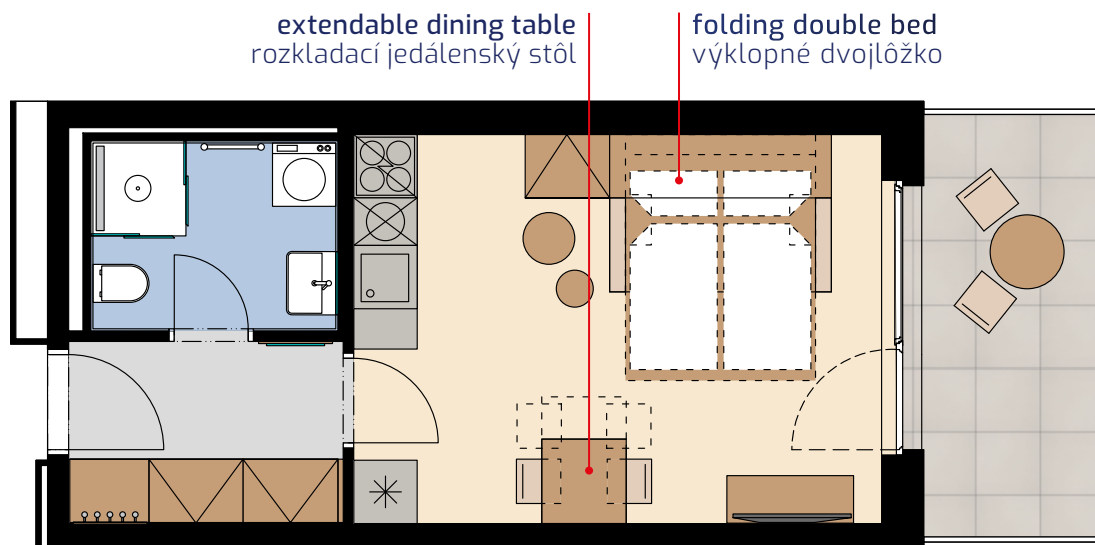 extendable dining table
rozkladací jedálenský stôl
folding double bed
výklopné dvojlôžko